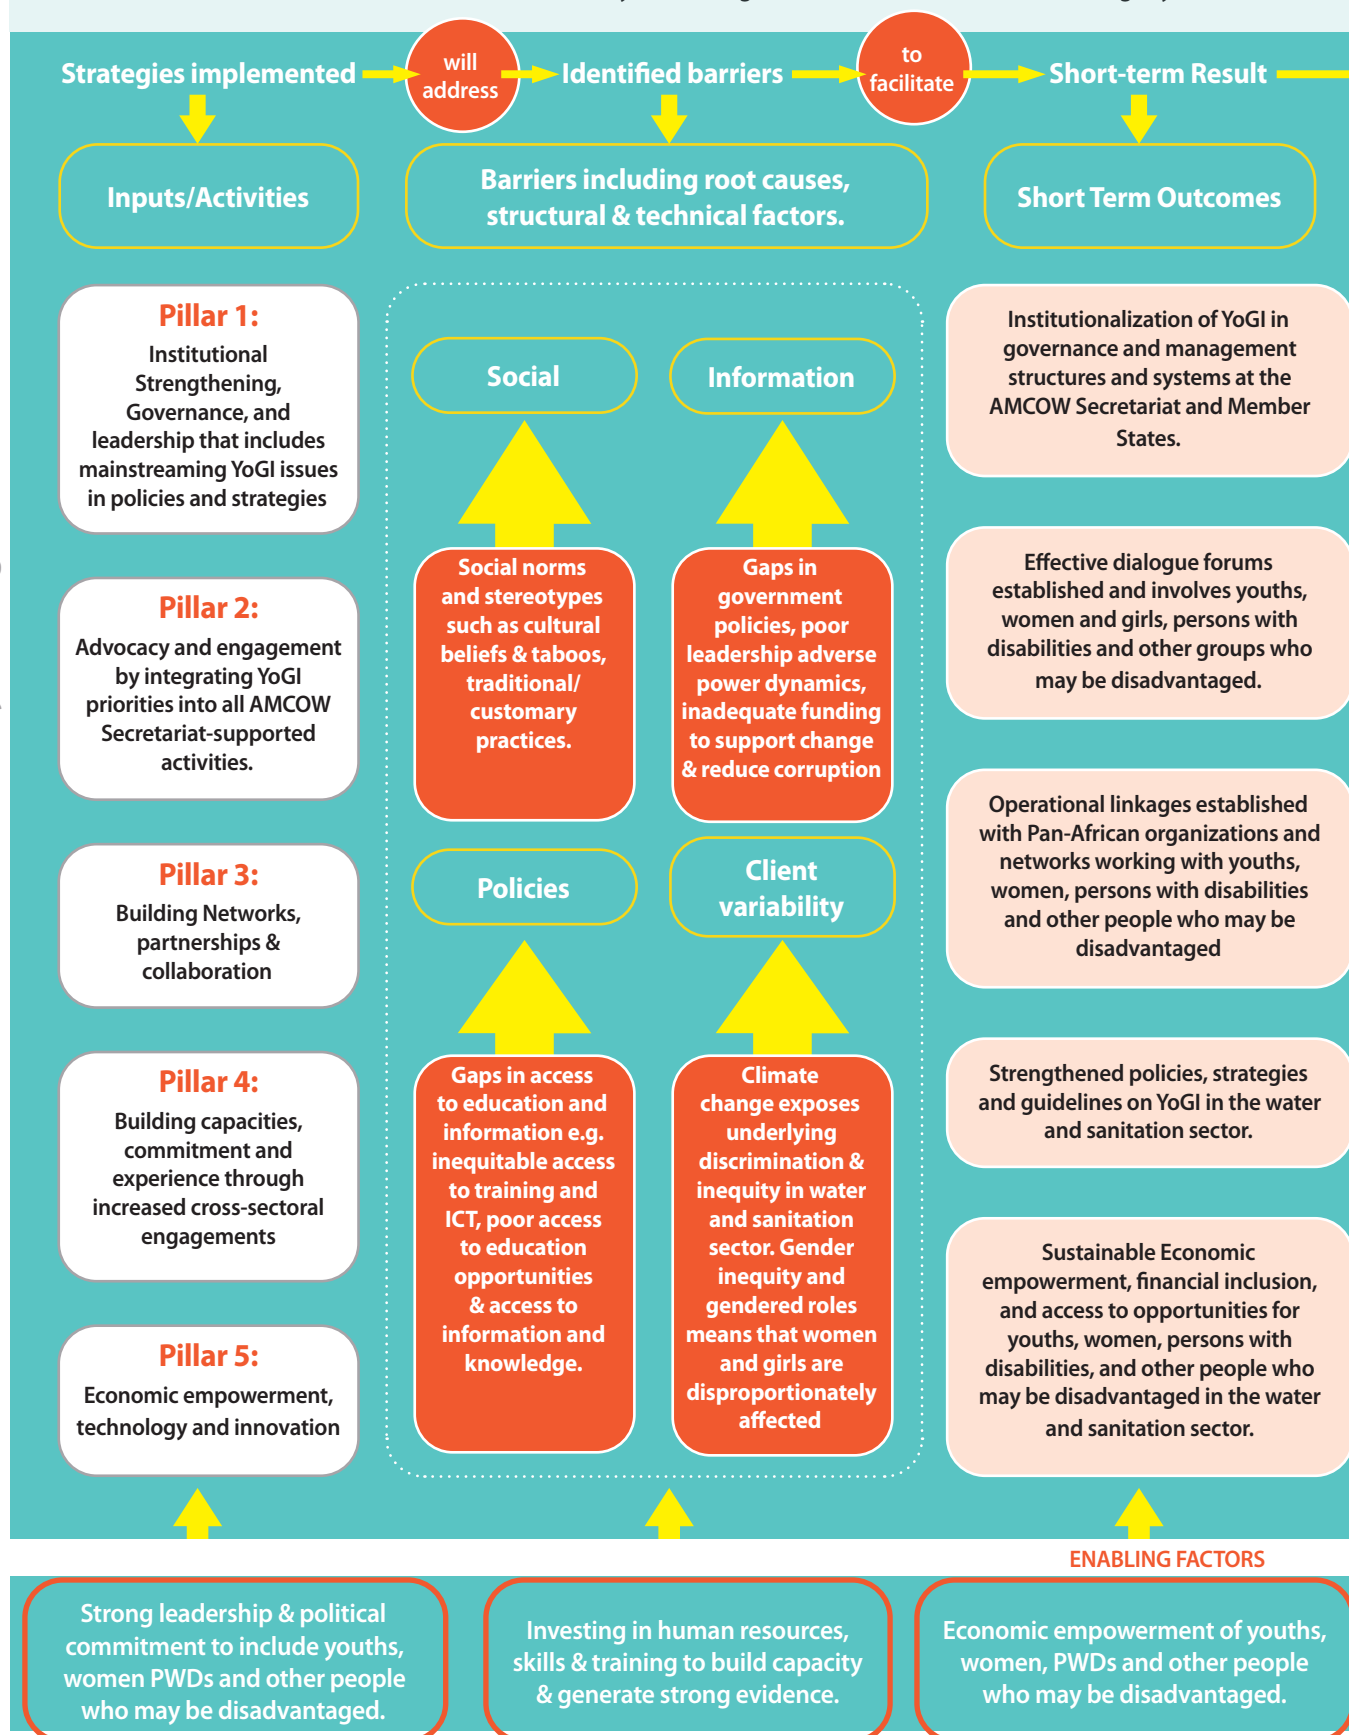 Strategies implemented
will
address
Identified barriers
to
facilitate
Short-term Result
Inputs/Activities
Barriers including root causes,
structural & technical factors.
Short Term Outcomes
Pillar 1:
Institutional
Strengthening,
Governance, and
leadership that includes
mainstreaming YoGI issues
in policies and strategies
Pillar 2:
Advocacy and engagement
by integrating YoGI
priorities into all AMCOW
Secretariat-supported
activities.
Pillar 3:
Building Networks,
partnerships &
collaboration
Pillar 4:
Building capacities,
commitment and
experience through
increased cross-sectoral
engagements
Pillar 5:
Economic empowerment,
technology and innovation
Social
Social norms
and stereotypes
such as cultural
beliefs & taboos,
traditional/
customary
practices.
Information
Gaps in
government
policies, poor
leadership adverse
power dynamics,
inadequate funding
to support change
& reduce corruption
Policies
Gaps in access
to education and
information e.g.
inequitable access
to training and
ICT, poor access
to education
opportunities
& access to
information and
knowledge.
Client
variability
Climate
change exposes
underlying
discrimination &
inequity in water
and sanitation
sector. Gender
inequity and
gendered roles
means that women
and girls are
disproportionately
affected
Institutionalization of YoGI in
governance and management
structures and systems at the
AMCOW Secretariat and Member
States.
Effective dialogue forums
established and involves youths,
women and girls, persons with
disabilities and other groups who
may be disadvantaged.
Operational linkages established
with Pan-African organizations and
networks working with youths,
women, persons with disabilities
and other people who may be
disadvantaged
Strengthened policies, strategies
and guidelines on YoGI in the water
and sanitation sector.
Sustainable Economic
empowerment, financial inclusion,
and access to opportunities for
youths, women, persons with
disabilities, and other people who
may be disadvantaged in the water
and sanitation sector.
ENABLING FACTORS
Strong leadership & political
commitment to include youths,
women PWDs and other people
who may be disadvantaged.
Investing in human resources,
skills & training to build capacity
& generate strong evidence.
Economic empowerment of youths,
women, PWDs and other people
who may be disadvantaged.